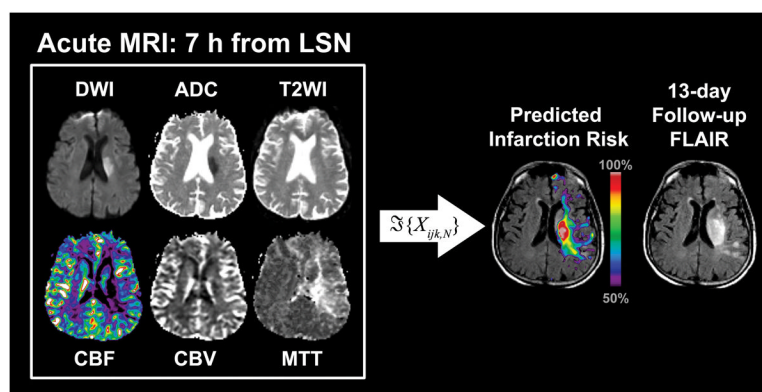 Acute MRI: 7 h from LSN
DWI ADC T2WI
CBF CBV MTT
ℑ{X_{ijk,N}}
Predicted
Infarction Risk
13-day
Follow-up
FLAIR
100%
50%